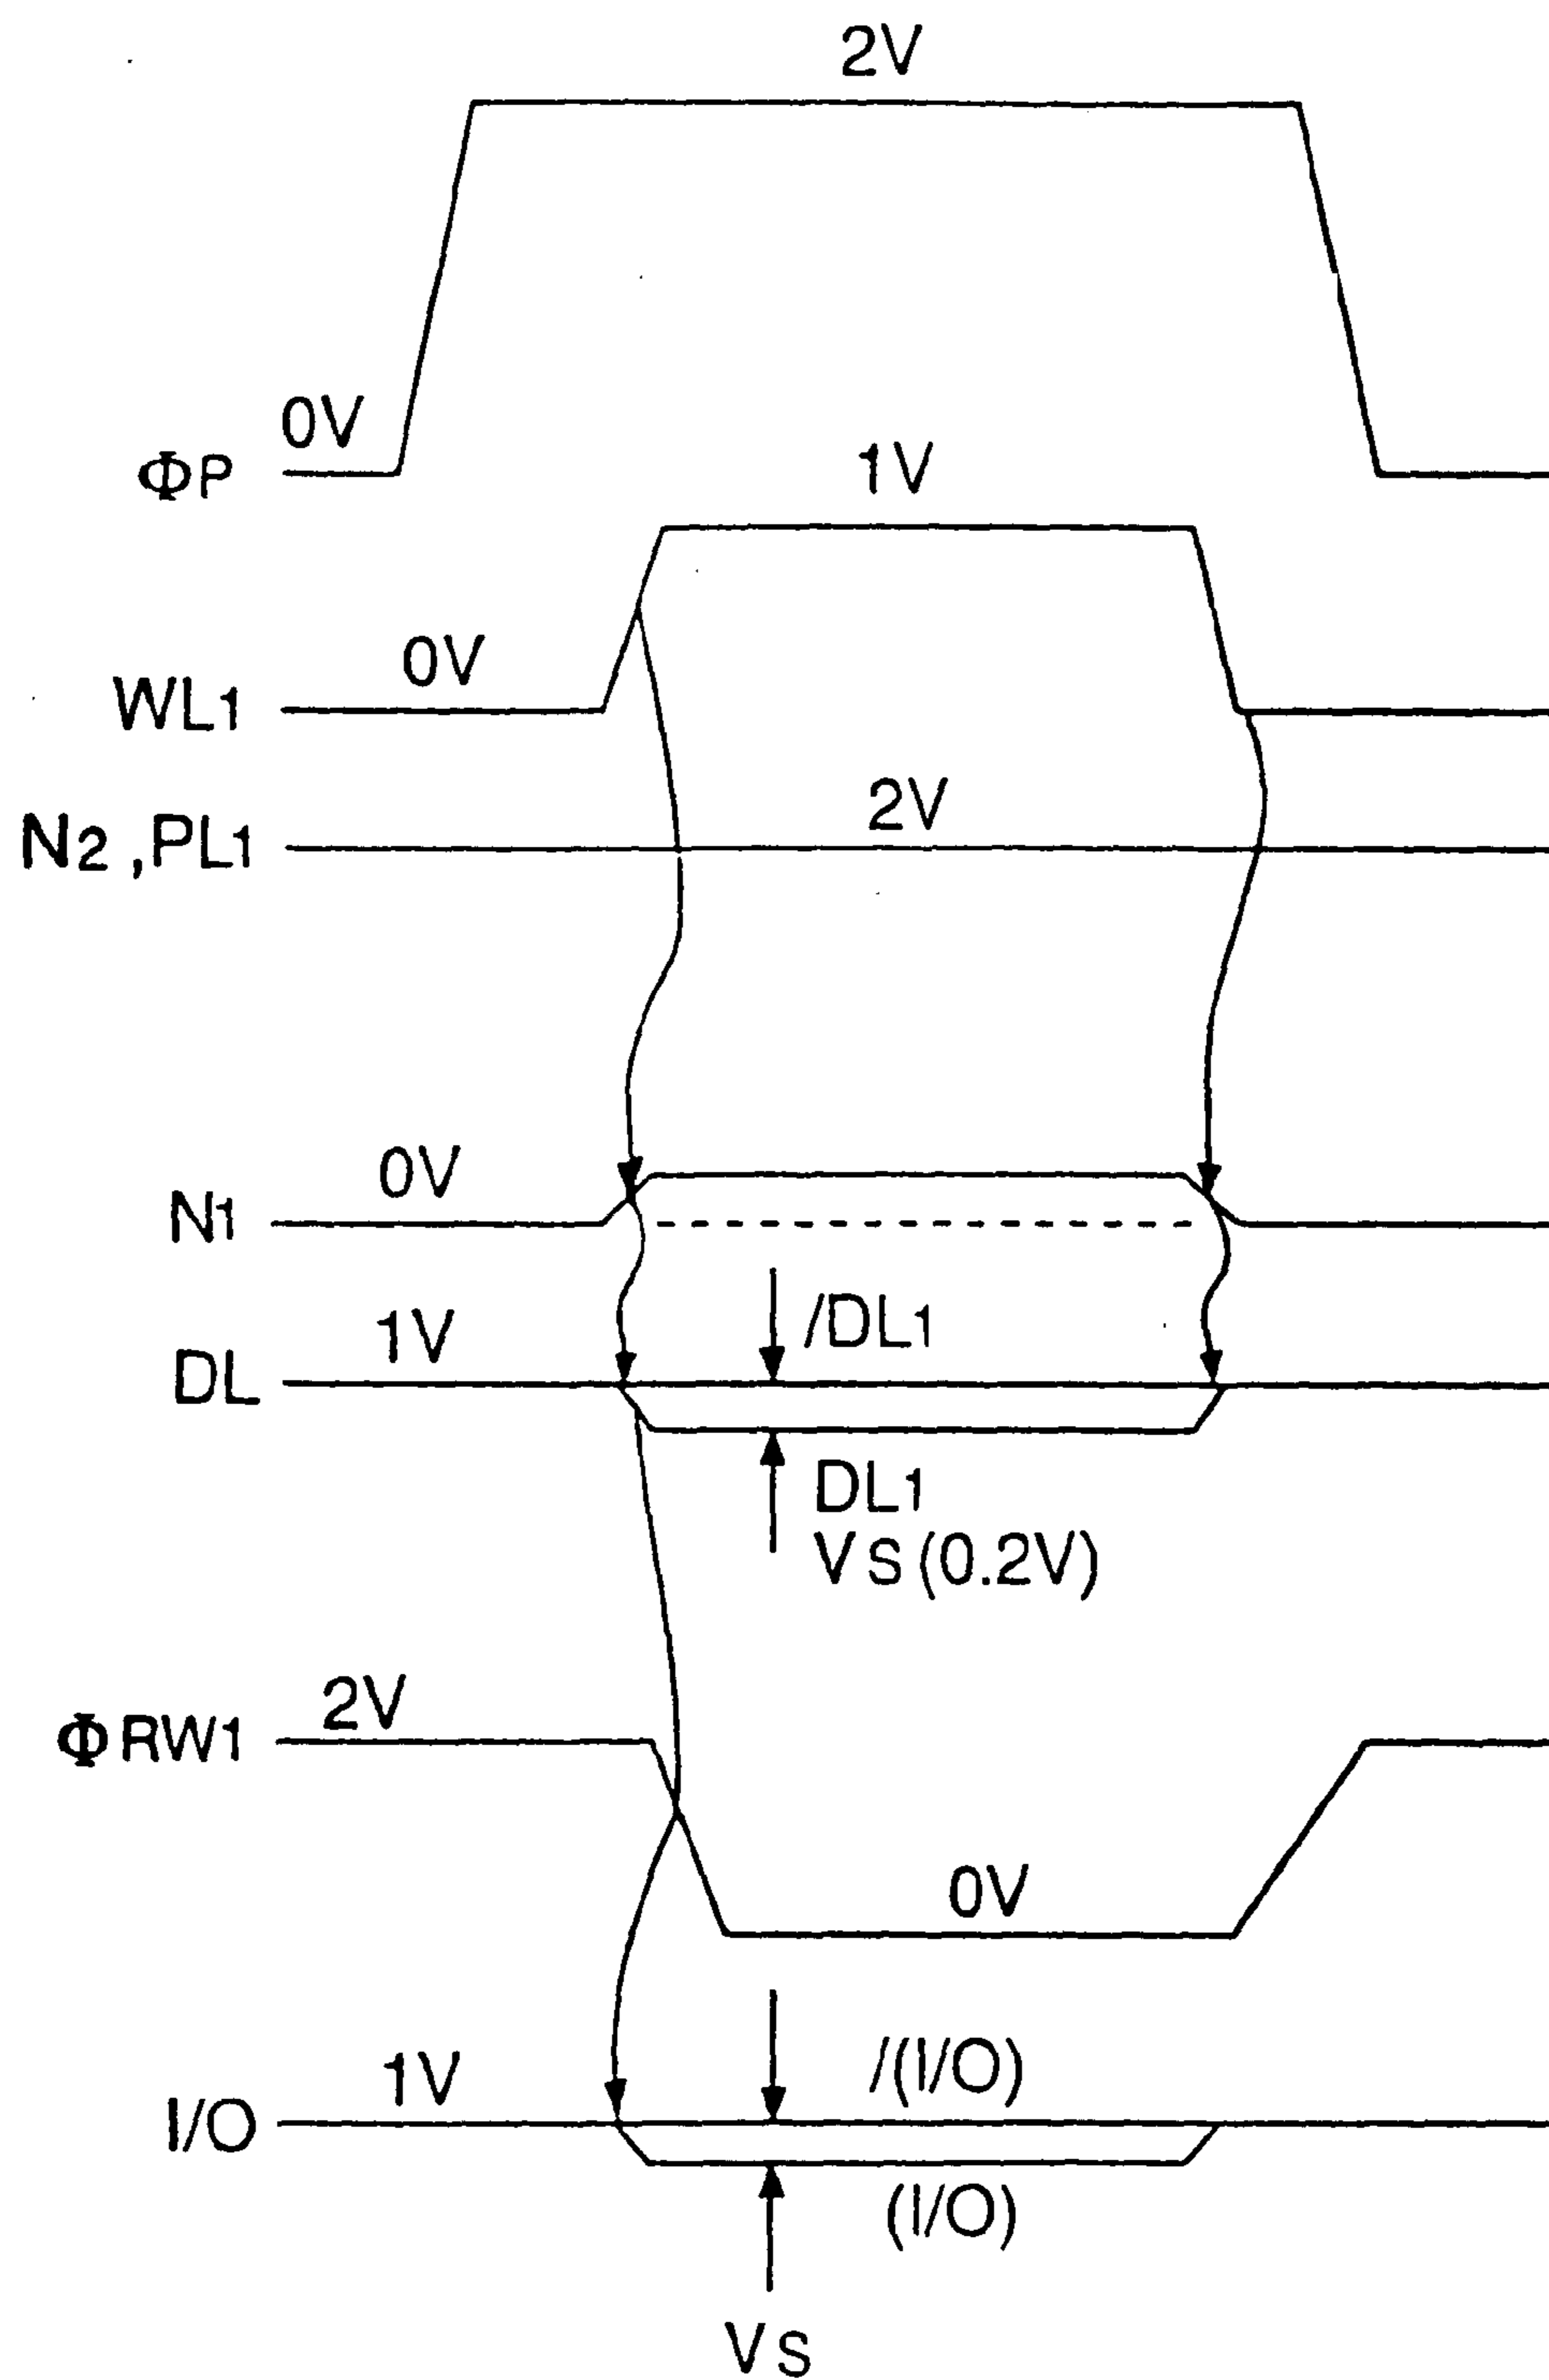 2V
0V
ΦP
1V
0V
WL1
2V
N2,PL1
0V
N1
1V
/DL1
DL
DL1
VS(0.2V)
2V
ΦRW1
0V
1V
/(I/O)
I/O
(I/O)
VS